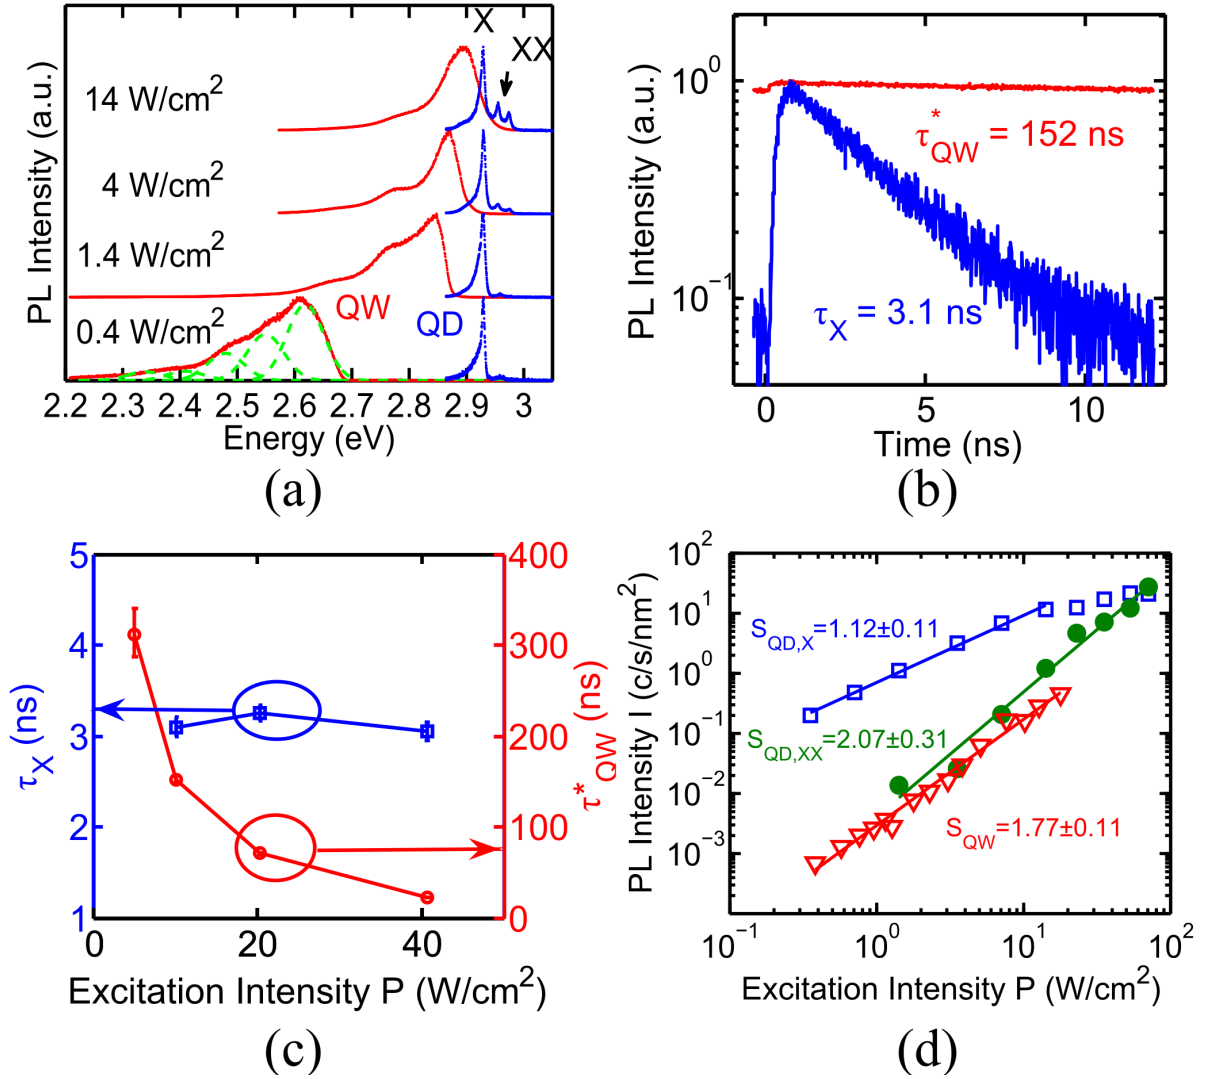 PL Intensity (a.u.)
X
XX
14 W/cm²
4 W/cm²
1.4 W/cm²
0.4 W/cm²
QW
QD
2.2 2.3 2.4 2.5 2.6 2.7 2.8 2.9 3
Energy (eV)
(a)
PL Intensity (a.u.)
10⁰
10⁻¹
τ*QW = 152 ns
τX = 3.1 ns
0 5 10
Time (ns)
(b)
τX (ns)
5
4
3
2
1
400
300
200
100
0
τ*QW (ns)
0 20 40
Excitation Intensity P (W/cm²)
(c)
PL Intensity I (c/s/nm²)
10²
10¹
10⁰
10⁻¹
10⁻²
10⁻³
SQD,X=1.12±0.11
SQD,XX=2.07±0.31
SQW=1.77±0.11
10⁻¹ 10⁰ 10¹ 10²
Excitation Intensity P (W/cm²)
(d)